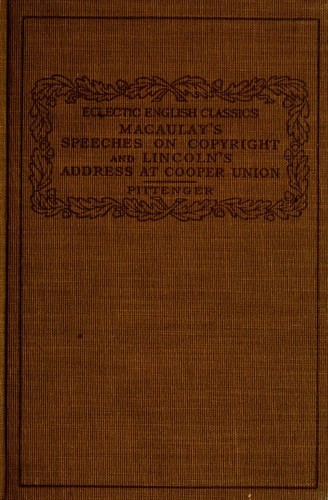 ECLECTIC ENGLISH CLASSICS
MACAULAY'S
SPEECHES ON COPYRIGHT
AND LINCOLN'S
ADDRESS AT COOPER UNION
PITTENGER